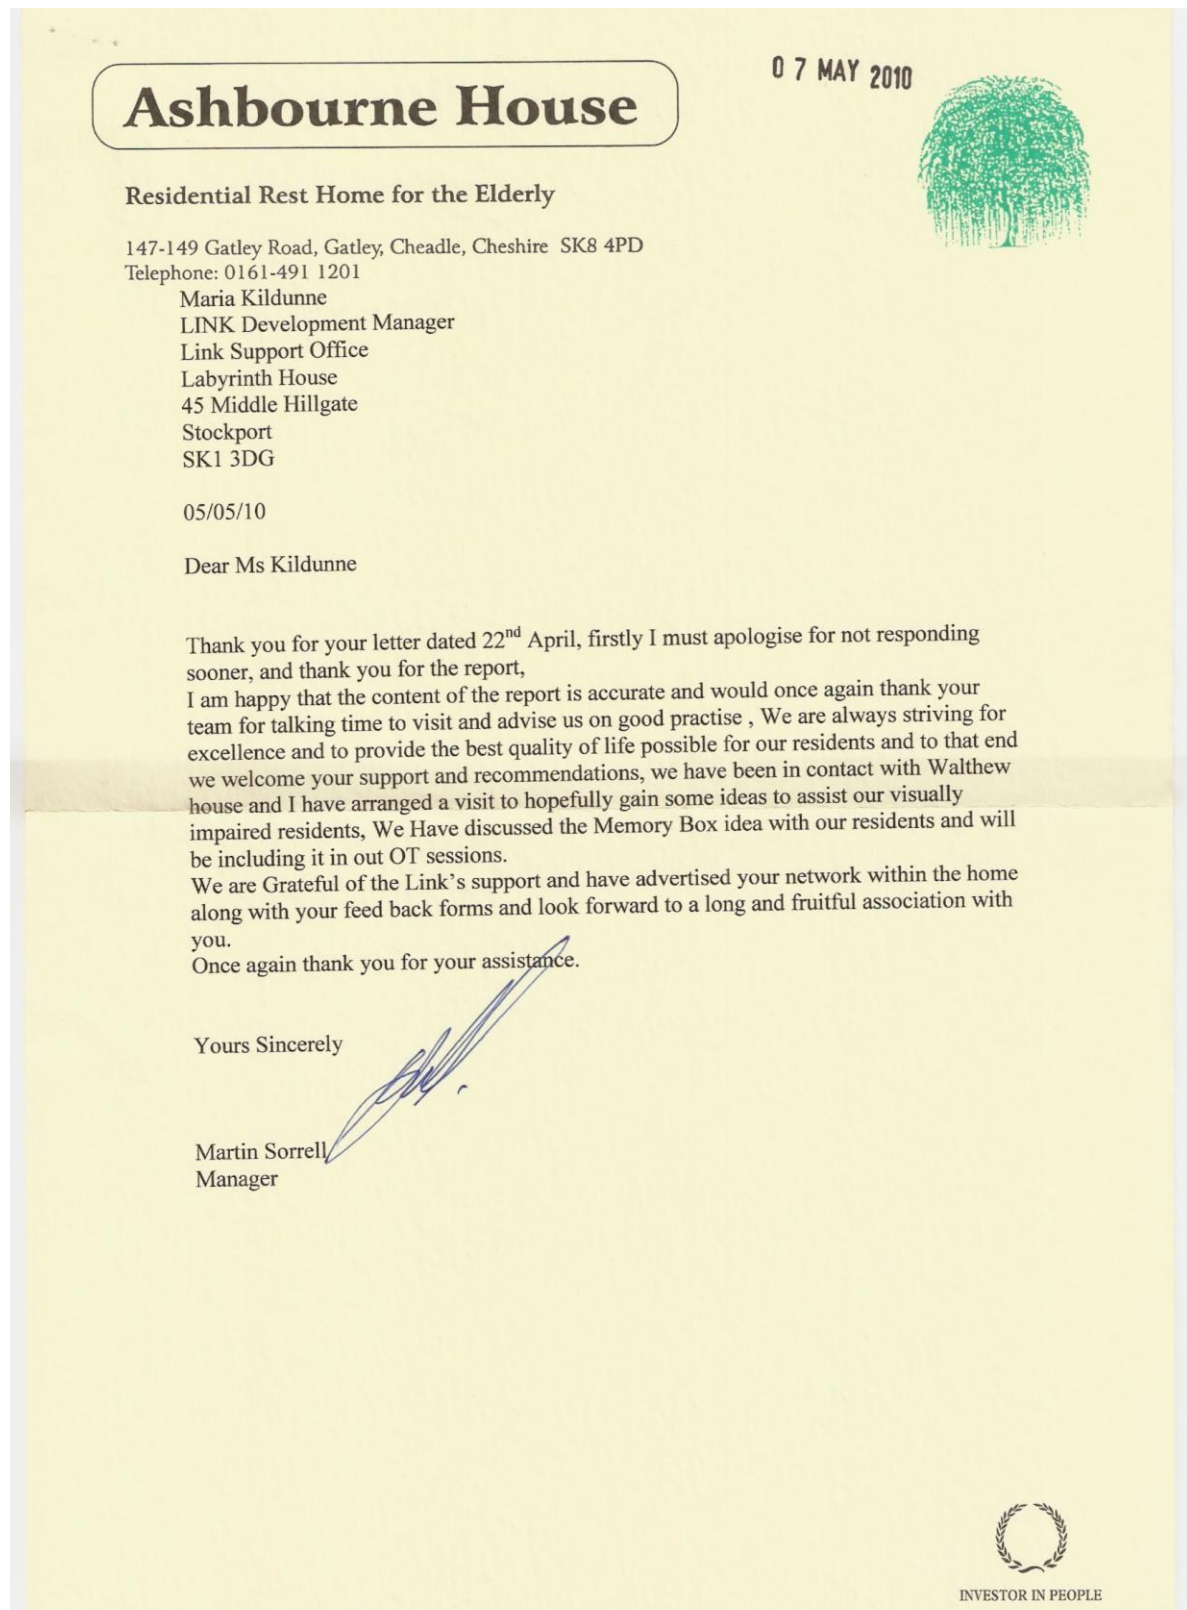 0 7 MAY 2010
Ashbourne House
Residential Rest Home for the Elderly
147-149 Gatley Road, Gatley, Cheadle, Cheshire SK8 4PD
Telephone: 0161-491 1201
Maria Kildunne
LINK Development Manager
Link Support Office
Labyrinth House
45 Middle Hillgate
Stockport
SK1 3DG
05/05/10
Dear Ms Kildunne
Thank you for your letter dated 22nd April, firstly I must apologise for not responding
sooner, and thank you for the report,
I am happy that the content of the report is accurate and would once again thank your
team for talking time to visit and advise us on good practise , We are always striving for
excellence and to provide the best quality of life possible for our residents and to that end
we welcome your support and recommendations, we have been in contact with Walthew
house and I have arranged a visit to hopefully gain some ideas to assist our visually
impaired residents, We Have discussed the Memory Box idea with our residents and will
be including it in out OT sessions.
We are Grateful of the Link's support and have advertised your network within the home
along with your feed back forms and look forward to a long and fruitful association with
you.
Once again thank you for your assistance.
Yours Sincerely
Martin Sorrell
Manager
INVESTOR IN PEOPLE